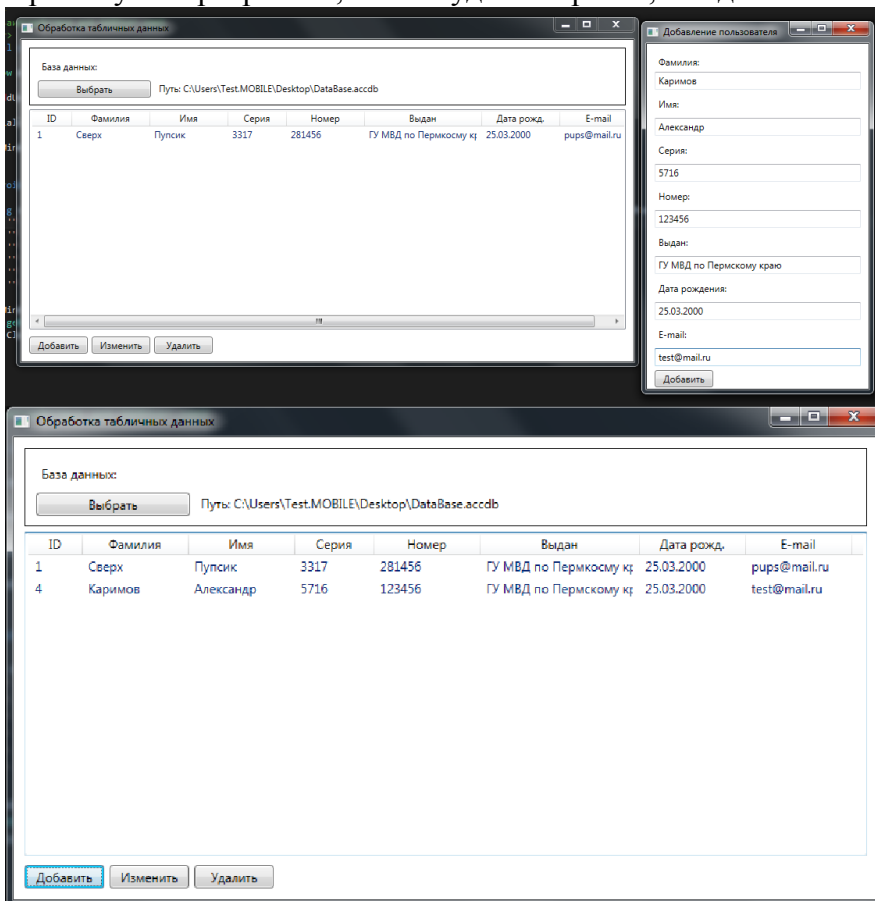 Обработка табличных данных
База данных:
Выбрать Путь: C:\Users\Test.MOBILE\Desktop\DataBase.accdb
ID Фамилия Имя Серия Номер Выдан Дата рожд. E-mail
1 Сверх Пупсик 3317 281456 ГУ МВД по Пермкосму кр 25.03.2000 pups@mail.ru
Добавить Изменить Удалить
Добавление пользователя
Фамилия:
Каримов
Имя:
Александр
Серия:
5716
Номер:
123456
Выдан:
ГУ МВД по Пермскому краю
Дата рождения:
25.03.2000
E-mail:
test@mail.ru
Добавить
Обработка табличных данных
База данных:
Выбрать Путь: C:\Users\Test.MOBILE\Desktop\DataBase.accdb
ID Фамилия Имя Серия Номер Выдан Дата рожд. E-mail
1 Сверх Пупсик 3317 281456 ГУ МВД по Пермкосму кр 25.03.2000 pups@mail.ru
4 Каримов Александр 5716 123456 ГУ МВД по Пермскому кр 25.03.2000 test@mail.ru
Добавить Изменить Удалить